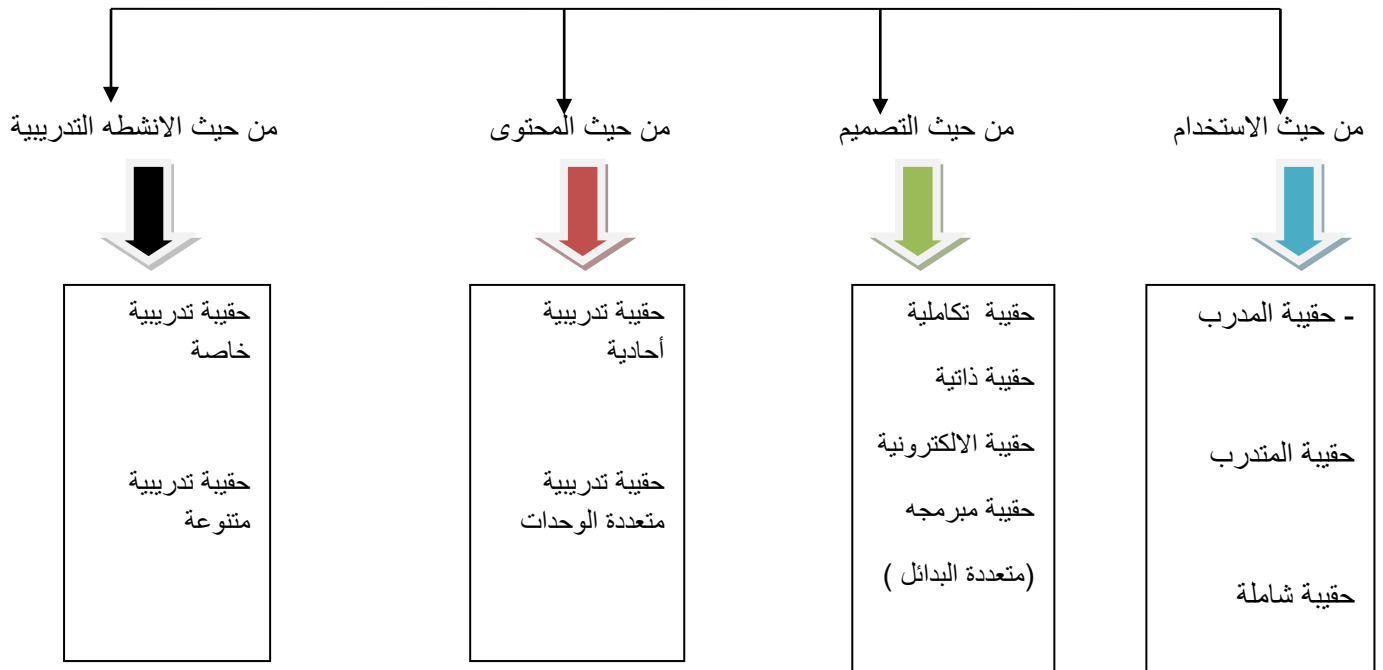 من حيث الاستخدام
من حيث التصميم
من حيث المحتوى
من حيث الانشطه التدريبية
- حقيبة المدرب
حقيبة المتدرب
حقيبة شاملة
حقيبة تكاملية
حقيبة ذاتية
حقيبة الالكترونية
حقيبة مبرمجه
(متعددة البدائل )
حقيبة تدريبية
أحادية
حقيبة تدريبية
متعددة الوحدات
حقيبة تدريبية
خاصة
حقيبة تدريبية
متنوعة